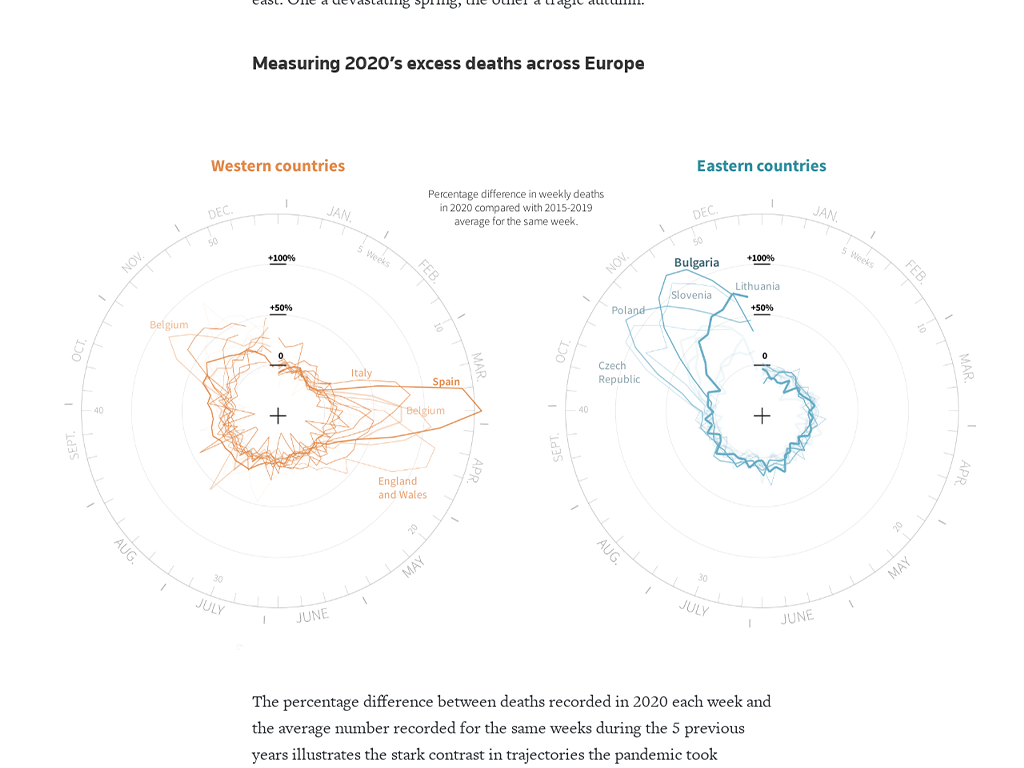 east. One a devastating spring, the other a tragic autumn.
Measuring 2020's excess deaths across Europe
Western countries
Eastern countries
Percentage difference in weekly deaths
in 2020 compared with 2015-2019
average for the same week.
DEC.
JAN.
50
5 Weeks
NOV.
FEB.
+100%
+50%
0
Belgium
10
OCT.
MAR.
Italy
Spain
Belgium
40
SEPT.
APR.
England
and Wales
20
AUG.
MAY
30
JULY
JUNE
DEC.
JAN.
50
5 Weeks
NOV.
FEB.
Bulgaria
+100%
Slovenia
Lithuania
Poland
+50%
10
OCT.
0
MAR.
Czech
Republic
40
SEPT.
APR.
20
AUG.
MAY
30
JULY
JUNE
The percentage difference between deaths recorded in 2020 each week and
the average number recorded for the same weeks during the 5 previous
years illustrates the stark contrast in trajectories the pandemic took